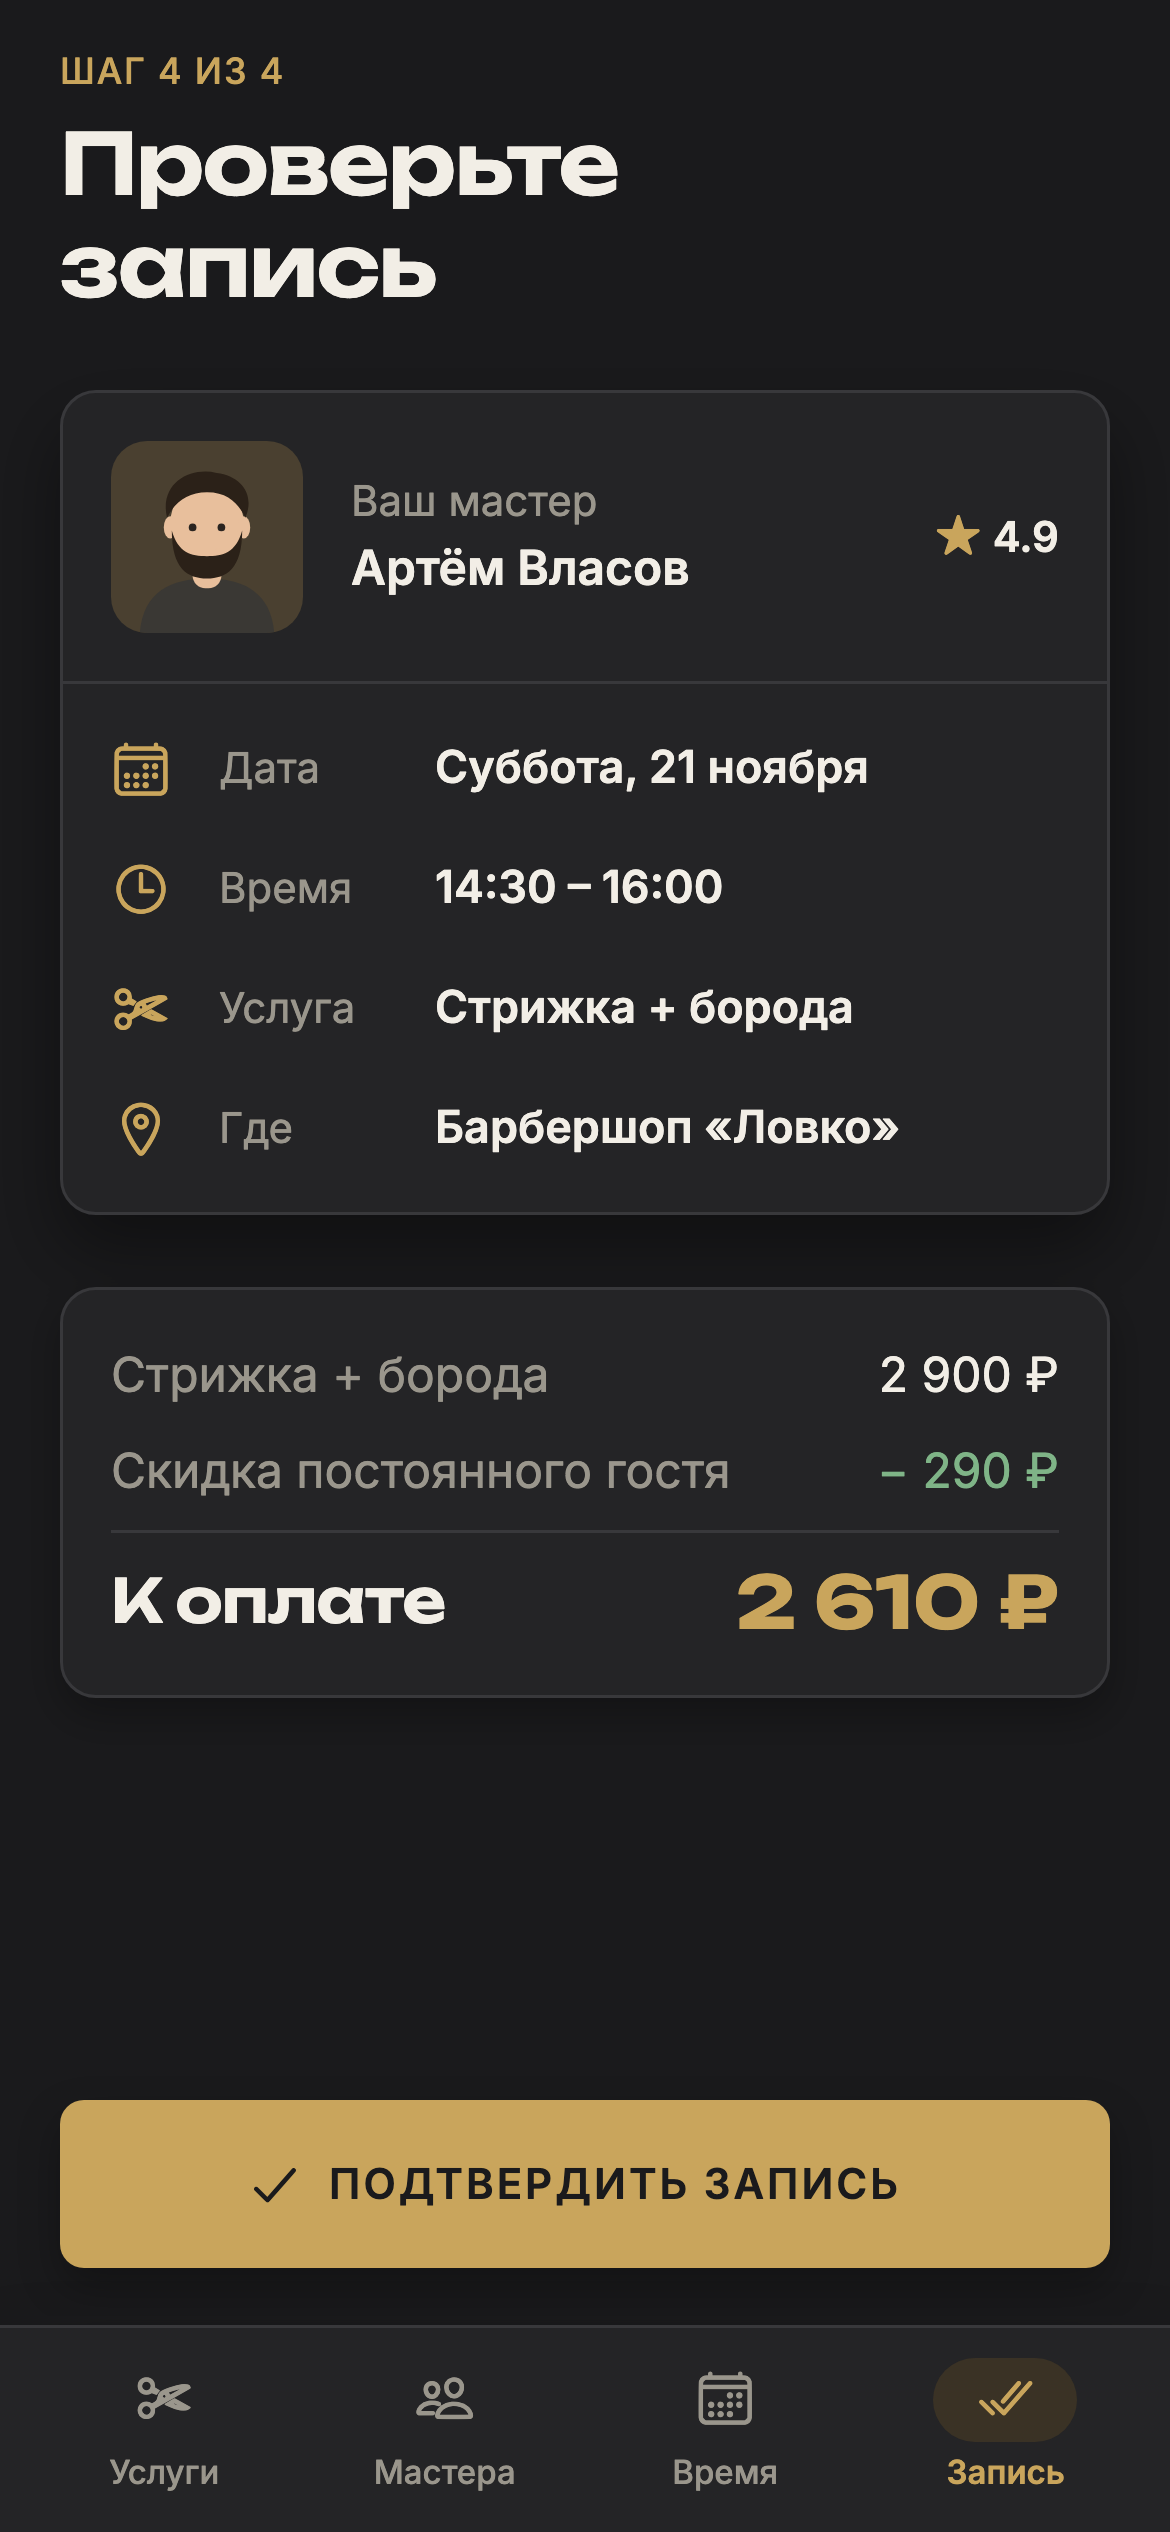 ШАГ 4 ИЗ 4
Проверьте
запись
Ваш мастер
Артём Власов
4.9
Дата Суббота, 21 ноября
Время 14:30 – 16:00
Услуга Стрижка + борода
Где Барбершоп «Ловко»
Стрижка + борода 2 900 ₽
Скидка постоянного гостя – 290 ₽
К оплате 2 610 ₽
ПОДТВЕРДИТЬ ЗАПИСЬ
Услуги Мастера Время Запись